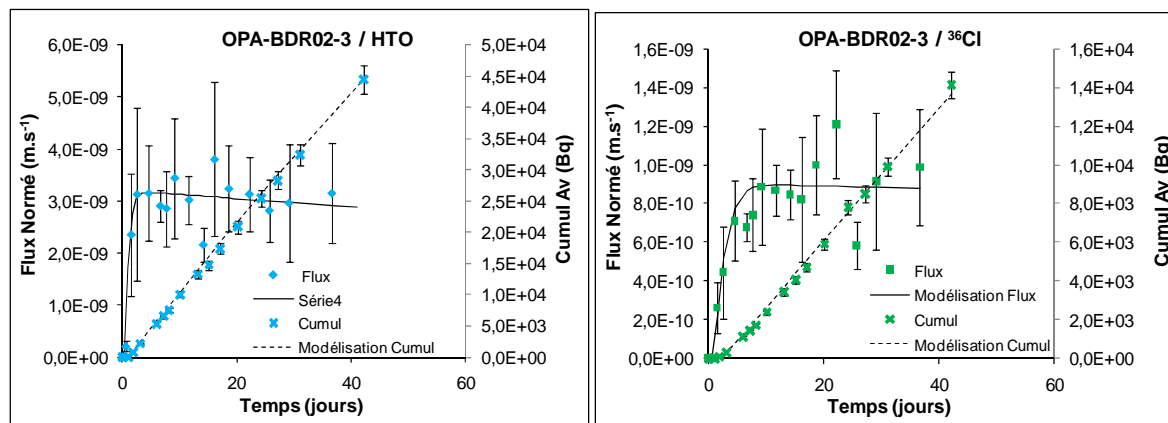 OPA-BDR02-3 / HTO
Flux Normé (m.s⁻¹)
6,0E-09
5,0E-09
4,0E-09
3,0E-09
2,0E-09
1,0E-09
0,0E+00
5,0E+04
4,5E+04
4,0E+04
3,5E+04
3,0E+04
2,5E+04
2,0E+04
1,5E+04
1,0E+04
5,0E+03
0,0E+00
Cumul Av (Bq)
Flux
Série4
Cumul
Modélisation Cumul
0 20 40 60
Temps (jours)
OPA-BDR02-3 / ³⁶Cl
Flux Normé (m.s⁻¹)
1,6E-09
1,4E-09
1,2E-09
1,0E-09
8,0E-10
6,0E-10
4,0E-10
2,0E-10
0,0E+00
1,6E+04
1,4E+04
1,2E+04
1,0E+04
8,0E+03
6,0E+03
4,0E+03
2,0E+03
0,0E+00
Cumul Av (Bq)
Flux
Modélisation Flux
Cumul
Modélisation Cumul
0 20 40 60
Temps (jours)